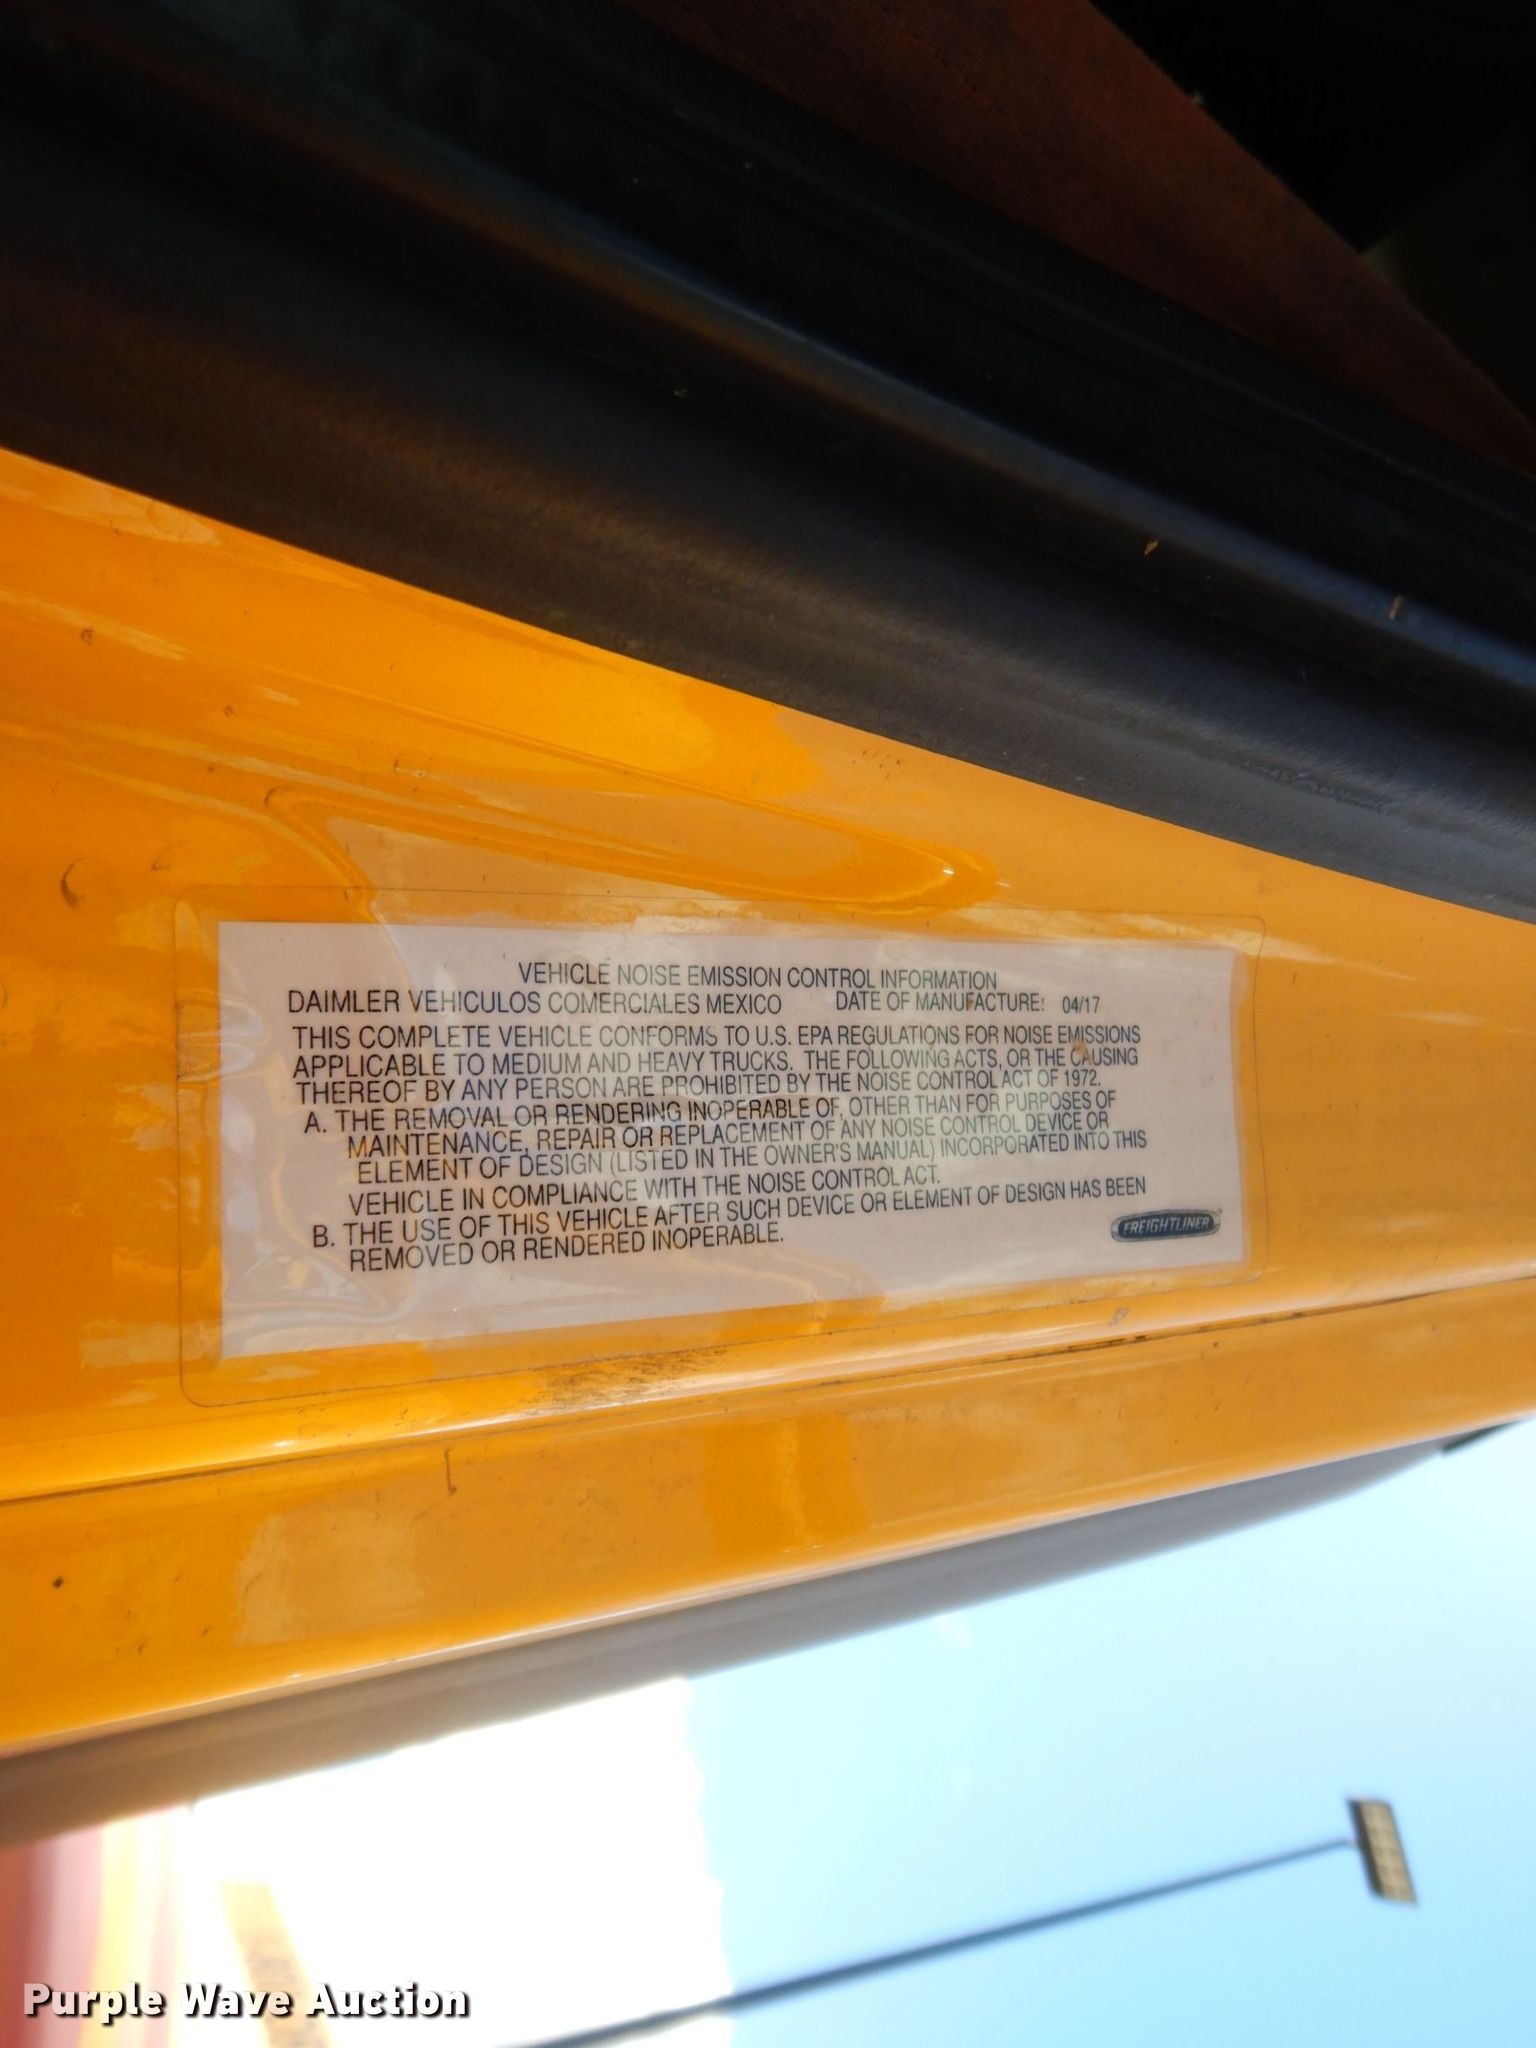 VEHICLE NOISE EMISSION CONTROL INFORMATION
DAIMLER VEHICULOS COMERCIALES MEXICO DATE OF MANUFACTURE: 04/17
THIS COMPLETE VEHICLE CONFORMS TO U.S. EPA REGULATIONS FOR NOISE EMISSIONS
APPLICABLE TO MEDIUM AND HEAVY TRUCKS. THE FOLLOWING ACTS, OR THE CAUSING
THEREOF BY ANY PERSON ARE PROHIBITED BY THE NOISE CONTROL ACT OF 1972.
A. THE REMOVAL OR RENDERING INOPERABLE OF, OTHER THAN FOR PURPOSES OF
MAINTENANCE, REPAIR OR REPLACEMENT OF ANY NOISE CONTROL DEVICE OR
ELEMENT OF DESIGN (LISTED IN THE OWNER'S MANUAL) INCORPORATED INTO THIS
VEHICLE IN COMPLIANCE WITH THE NOISE CONTROL ACT.
B. THE USE OF THIS VEHICLE AFTER SUCH DEVICE OR ELEMENT OF DESIGN HAS BEEN
REMOVED OR RENDERED INOPERABLE.
FREIGHTLINER
Purple Wave Auction